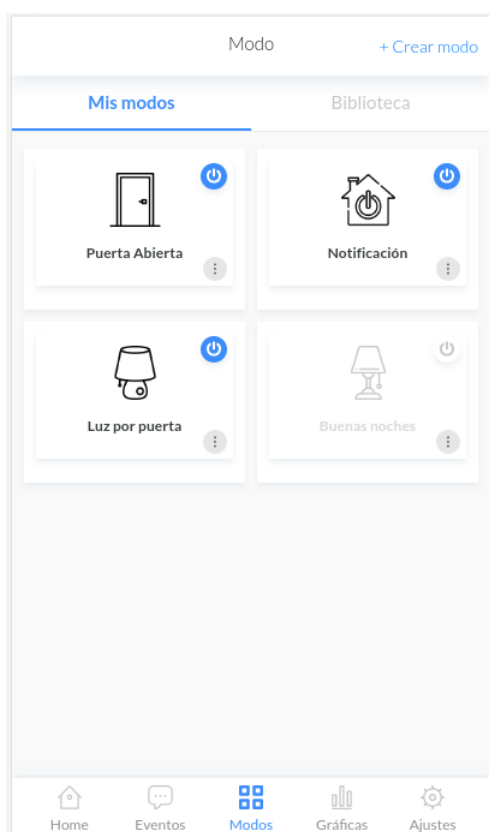 Modo
+ Crear modo
Mis modos
Biblioteca
Puerta Abierta
Notificación
Luz por puerta
Buenas noches
Home
Eventos
Modos
Gráficas
Ajustes